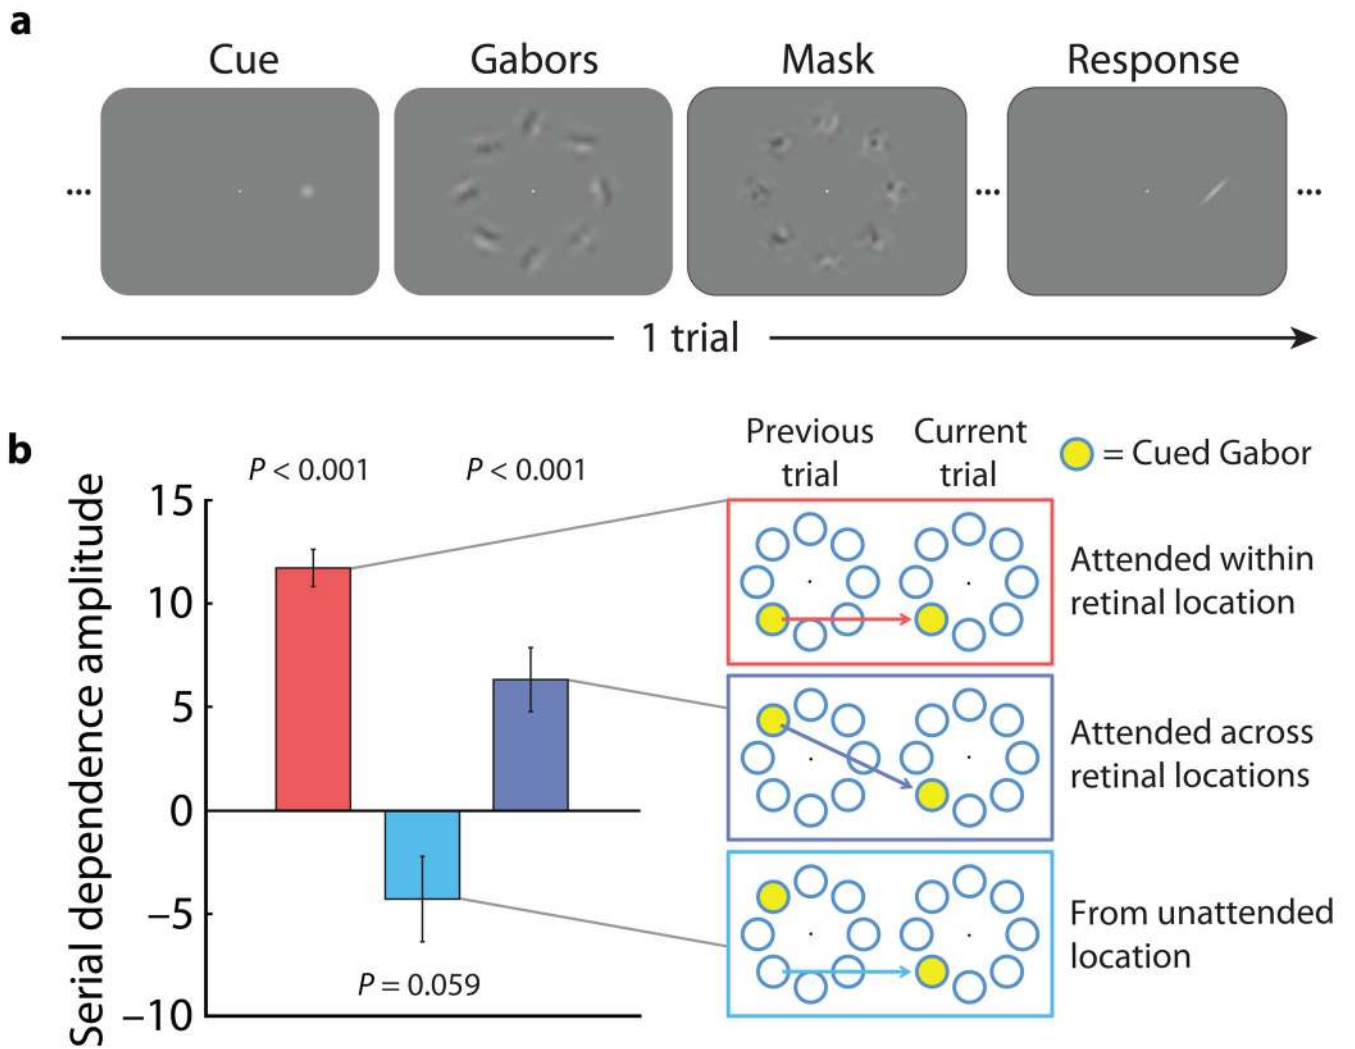 a
Cue
Gabors
Mask
Response
...
...
...
1 trial
b
Serial dependence amplitude
15
10
5
0
−5
−10
P < 0.001
P < 0.001
P = 0.059
Previous
trial
Current
trial
= Cued Gabor
Attended within
retinal location
Attended across
retinal locations
From unattended
location